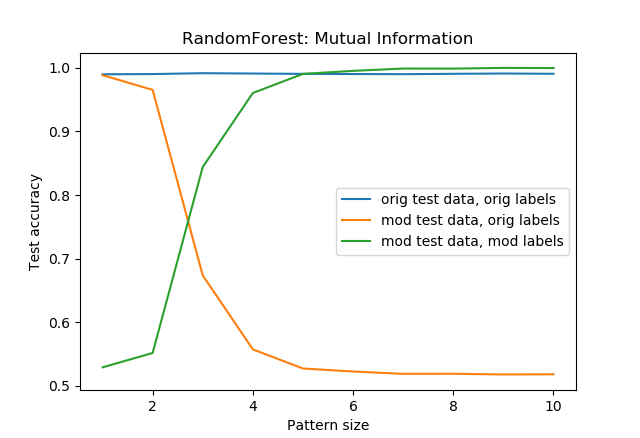 RandomForest: Mutual Information
Test accuracy
1.0
0.9
0.8
0.7
0.6
0.5
orig test data, orig labels
mod test data, orig labels
mod test data, mod labels
2
4
6
8
10
Pattern size